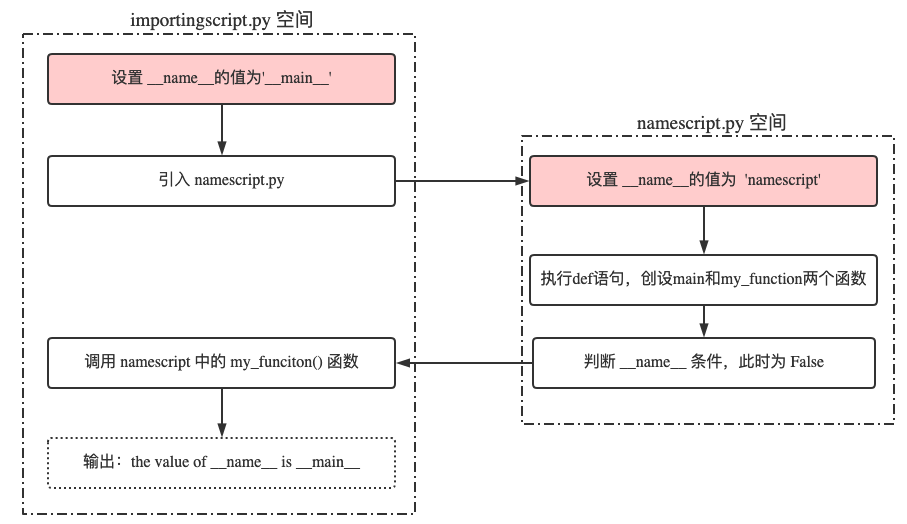 importingscript.py 空间
设置 __name__的值为'__main__'
引入 namescript.py
namescript.py 空间
设置 __name__的值为 'namescript'
执行def语句，创设main和my_function两个函数
判断 __name__ 条件，此时为 False
调用 namescript 中的 my_funciton() 函数
输出：the value of __name__ is __main__